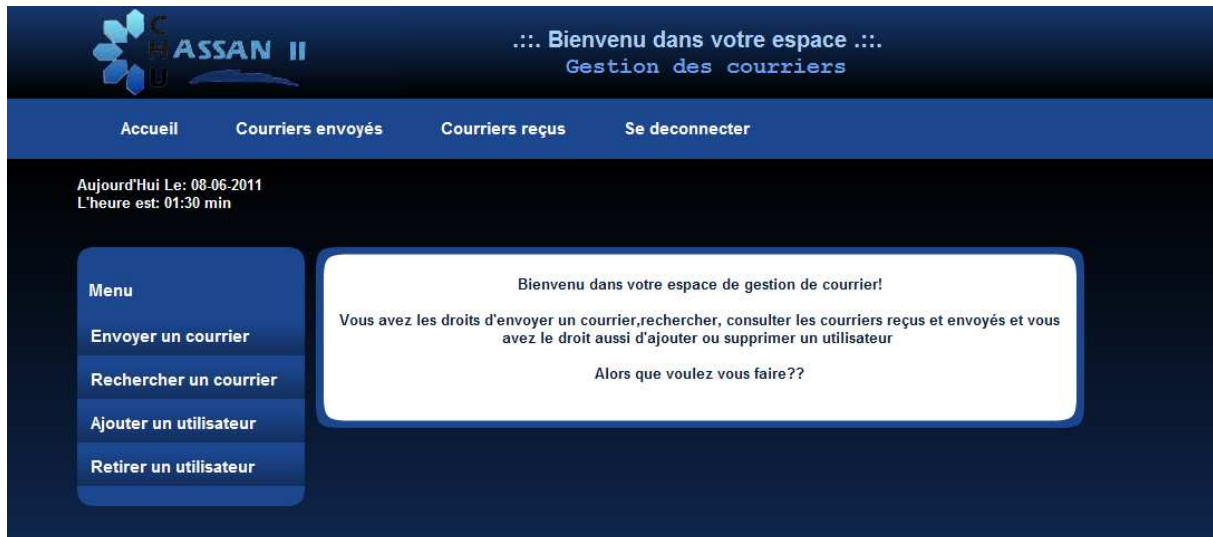 CHU
ASSAN II
.::. Bienvenu dans votre espace .::.
Gestion des courriers
Accueil Courriers envoyés Courriers reçus Se deconnecter
Aujourd'Hui Le: 08-06-2011
L'heure est: 01:30 min
Menu
Envoyer un courrier
Rechercher un courrier
Ajouter un utilisateur
Retirer un utilisateur
Bienvenu dans votre espace de gestion de courrier!
Vous avez les droits d'envoyer un courrier,rechercher, consulter les courriers reçus et envoyés et vous
avez le droit aussi d'ajouter ou supprimer un utilisateur
Alors que voulez vous faire??